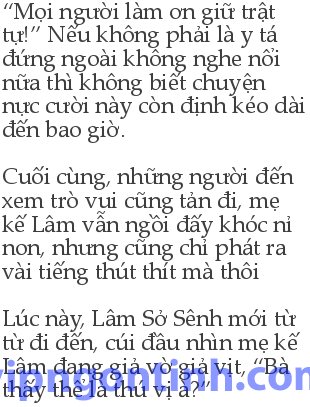 “Mọi người làm ơn giữ trật
tự!” Nếu không phải là y tá
đứng ngoài không nghe nổi
nữa thì không biết chuyện
nực cười này còn định kéo dài
đến bao giờ.
Cuối cùng, những người đến
xem trò vui cũng tản đi, mẹ
kế Lâm vẫn ngồi đấy khóc nỉ
non, nhưng cũng chỉ phát ra
vài tiếng thút thít mà thôi
Lúc này, Lâm Sở Sênh mới từ
từ đi đến, cúi đầu nhìn mẹ kế
Lâm đang giả vờ giả vịt, “Bà
thấy thế là thú vị à?”
vipngontinh.com